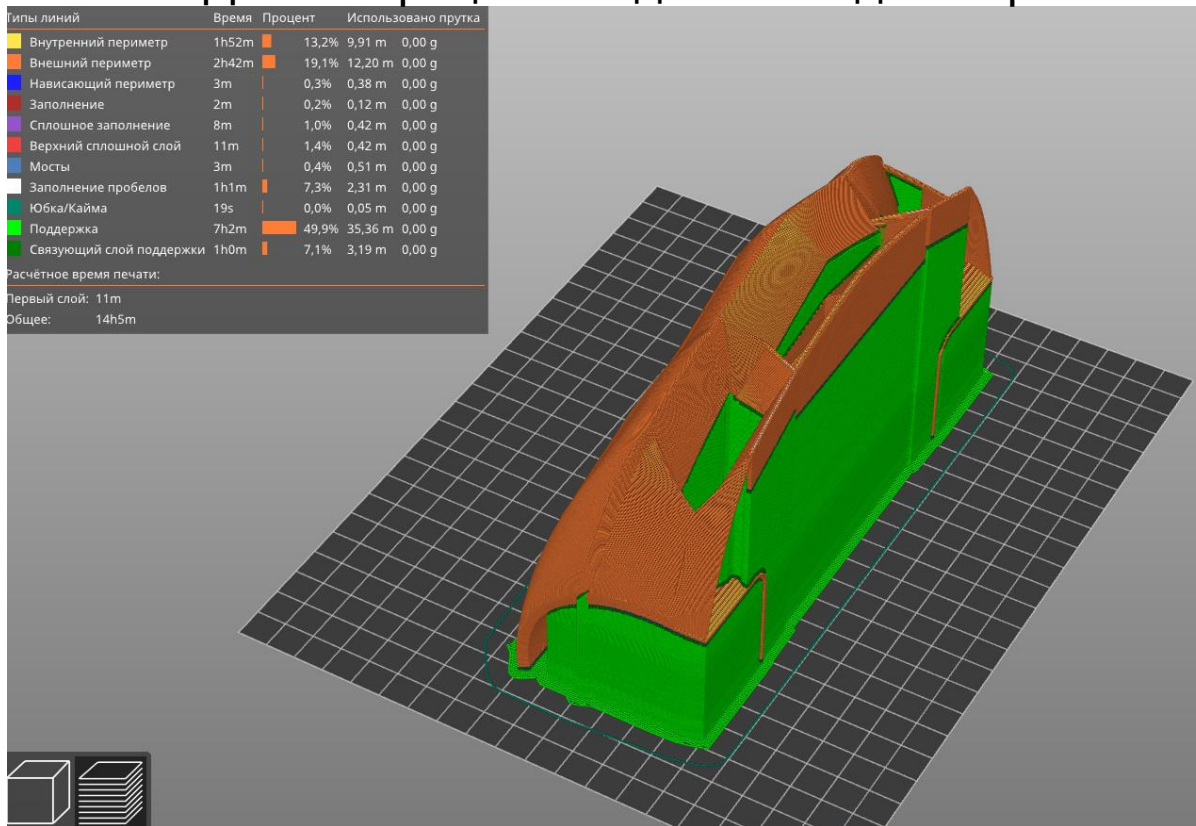 Типы линий Время Процент Использовано прутка
Внутренний периметр 1h52m 13,2% 9,91 m 0,00 g
Внешний периметр 2h42m 19,1% 12,20 m 0,00 g
Нависающий периметр 3m 0,3% 0,38 m 0,00 g
Заполнение 2m 0,2% 0,12 m 0,00 g
Сплошное заполнение 8m 1,0% 0,42 m 0,00 g
Верхний сплошной слой 11m 1,4% 0,42 m 0,00 g
Мосты 3m 0,4% 0,51 m 0,00 g
Заполнение пробелов 1h1m 7,3% 2,31 m 0,00 g
Юбка/Кайма 19s 0,0% 0,05 m 0,00 g
Поддержка 7h2m 49,9% 35,36 m 0,00 g
Связующий слой поддержки 1h0m 7,1% 3,19 m 0,00 g
Расчётное время печати:
Первый слой: 11m
Общее: 14h5m